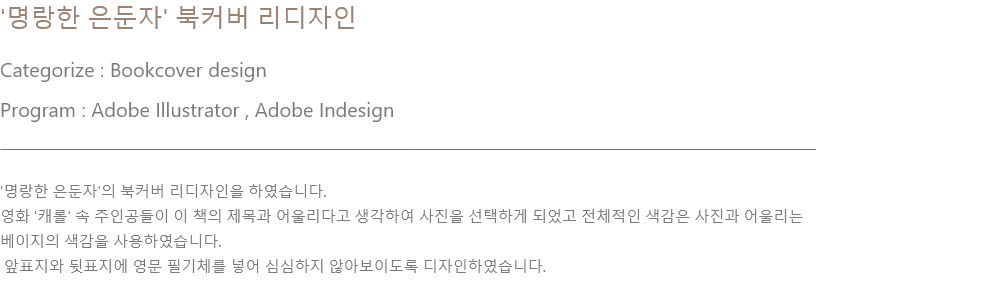 '명랑한 은둔자' 북커버 리디자인
Categorize : Bookcover design
Program : Adobe Illustrator , Adobe Indesign
'명랑한 은둔자'의 북커버 리디자인을 하였습니다.
영화 '캐롤' 속 주인공들이 이 책의 제목과 어울리다고 생각하여 사진을 선택하게 되었고 전체적인 색감은 사진과 어울리는
베이지의 색감을 사용하였습니다.
앞표지와 뒷표지에 영문 필기체를 넣어 심심하지 않아보이도록 디자인하였습니다.